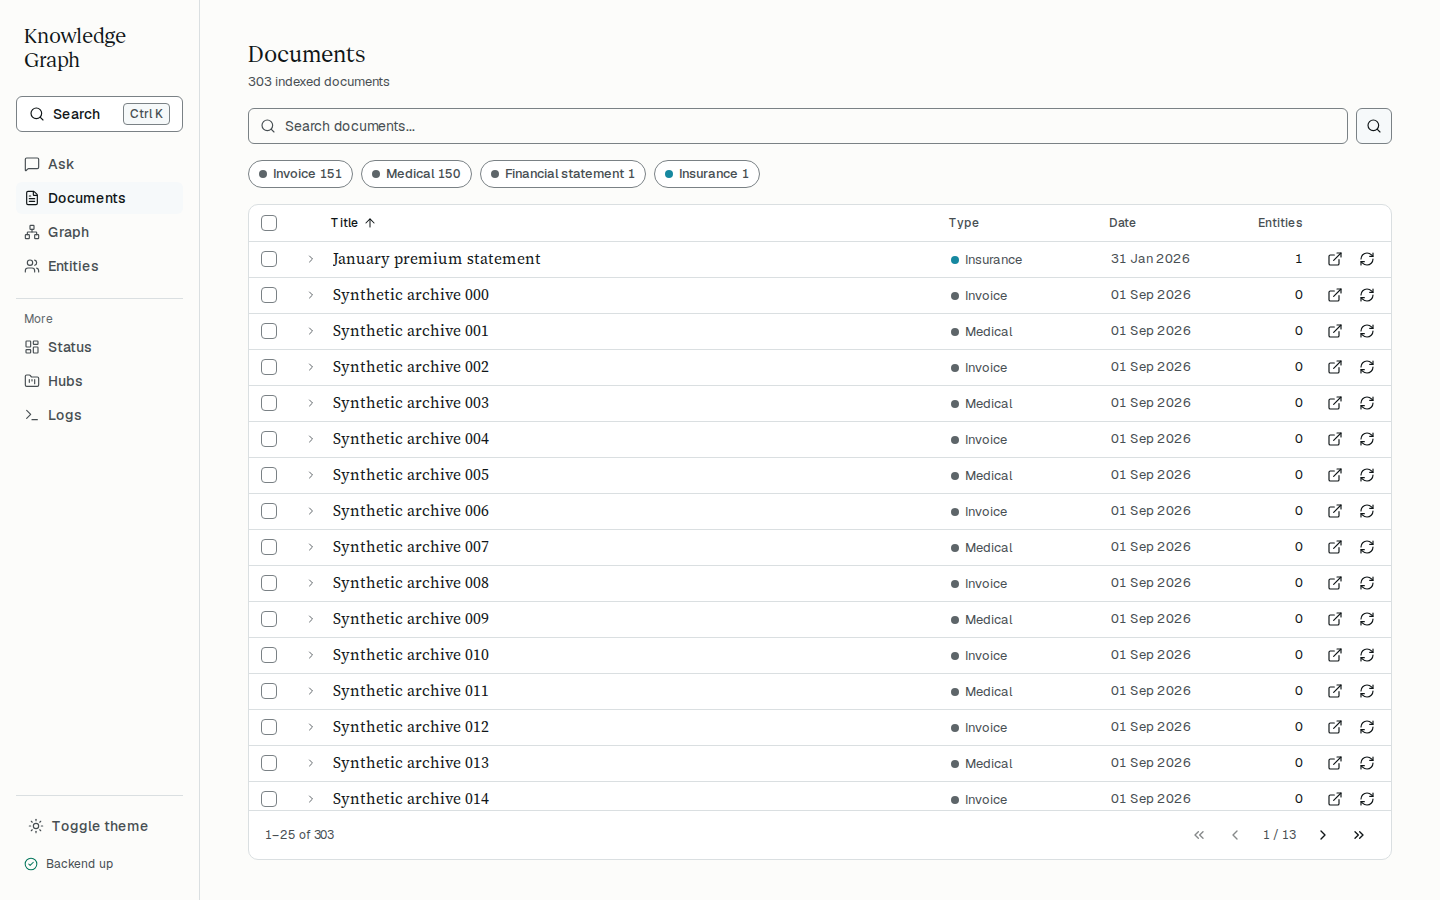 Knowledge
Graph
Search Ctrl K
Ask
Documents
Graph
Entities
More
Status
Hubs
Logs
Toggle theme
Backend up
Documents
303 indexed documents
Search documents...
Invoice 151 Medical 150 Financial statement 1 Insurance 1
Title Type Date Entities
January premium statement Insurance 31 Jan 2026 1
Synthetic archive 000 Invoice 01 Sep 2026 0
Synthetic archive 001 Medical 01 Sep 2026 0
Synthetic archive 002 Invoice 01 Sep 2026 0
Synthetic archive 003 Medical 01 Sep 2026 0
Synthetic archive 004 Invoice 01 Sep 2026 0
Synthetic archive 005 Medical 01 Sep 2026 0
Synthetic archive 006 Invoice 01 Sep 2026 0
Synthetic archive 007 Medical 01 Sep 2026 0
Synthetic archive 008 Invoice 01 Sep 2026 0
Synthetic archive 009 Medical 01 Sep 2026 0
Synthetic archive 010 Invoice 01 Sep 2026 0
Synthetic archive 011 Medical 01 Sep 2026 0
Synthetic archive 012 Invoice 01 Sep 2026 0
Synthetic archive 013 Medical 01 Sep 2026 0
Synthetic archive 014 Invoice 01 Sep 2026 0
1–25 of 303 1 / 13